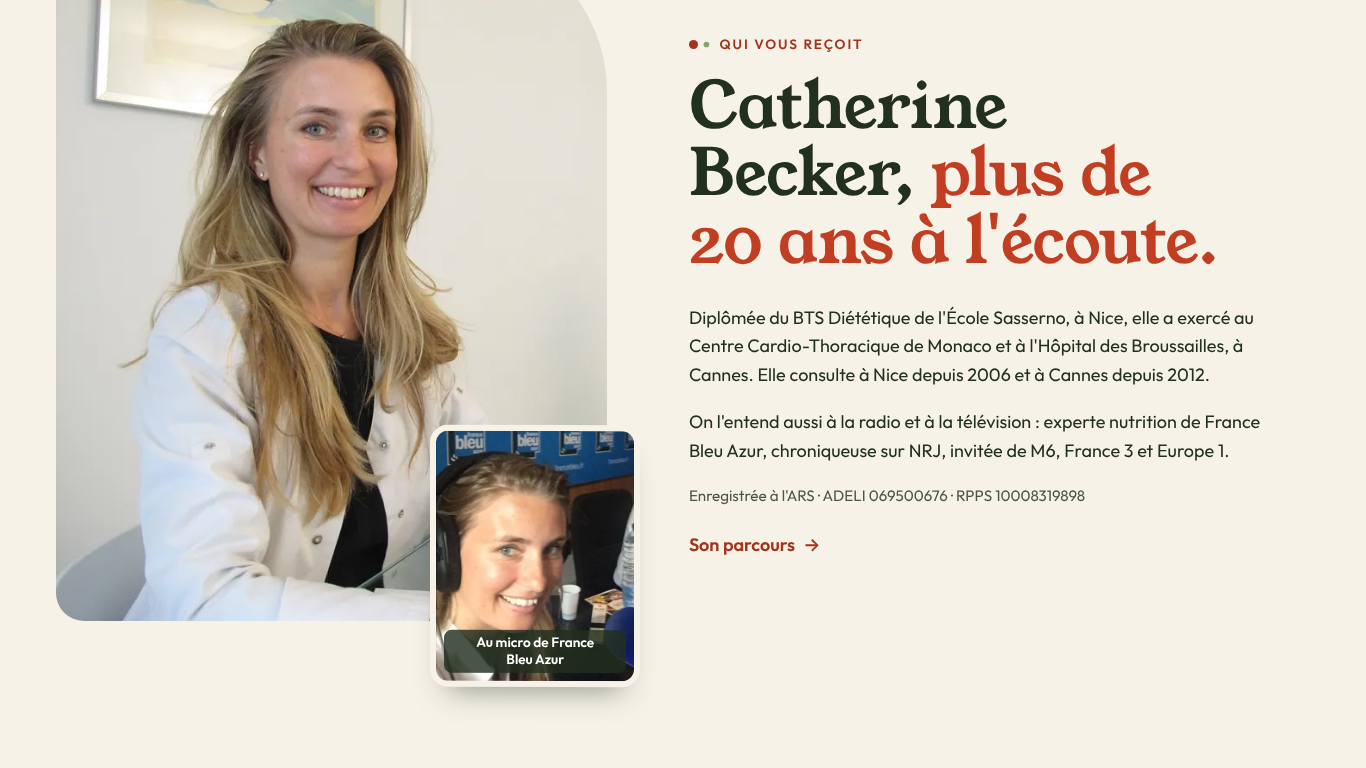 QUI VOUS REÇOIT
Catherine
Becker, plus de
20 ans à l'écoute.
Diplômée du BTS Diététique de l'École Sasserno, à Nice, elle a exercé au
Centre Cardio-Thoracique de Monaco et à l'Hôpital des Broussailles, à
Cannes. Elle consulte à Nice depuis 2006 et à Cannes depuis 2012.
On l'entend aussi à la radio et à la télévision : experte nutrition de France
Bleu Azur, chroniqueuse sur NRJ, invitée de M6, France 3 et Europe 1.
Enregistrée à l'ARS · ADELI 069500676 · RPPS 10008319898
Son parcours →
bleu
bleu
bleu
Au micro de France
Bleu Azur